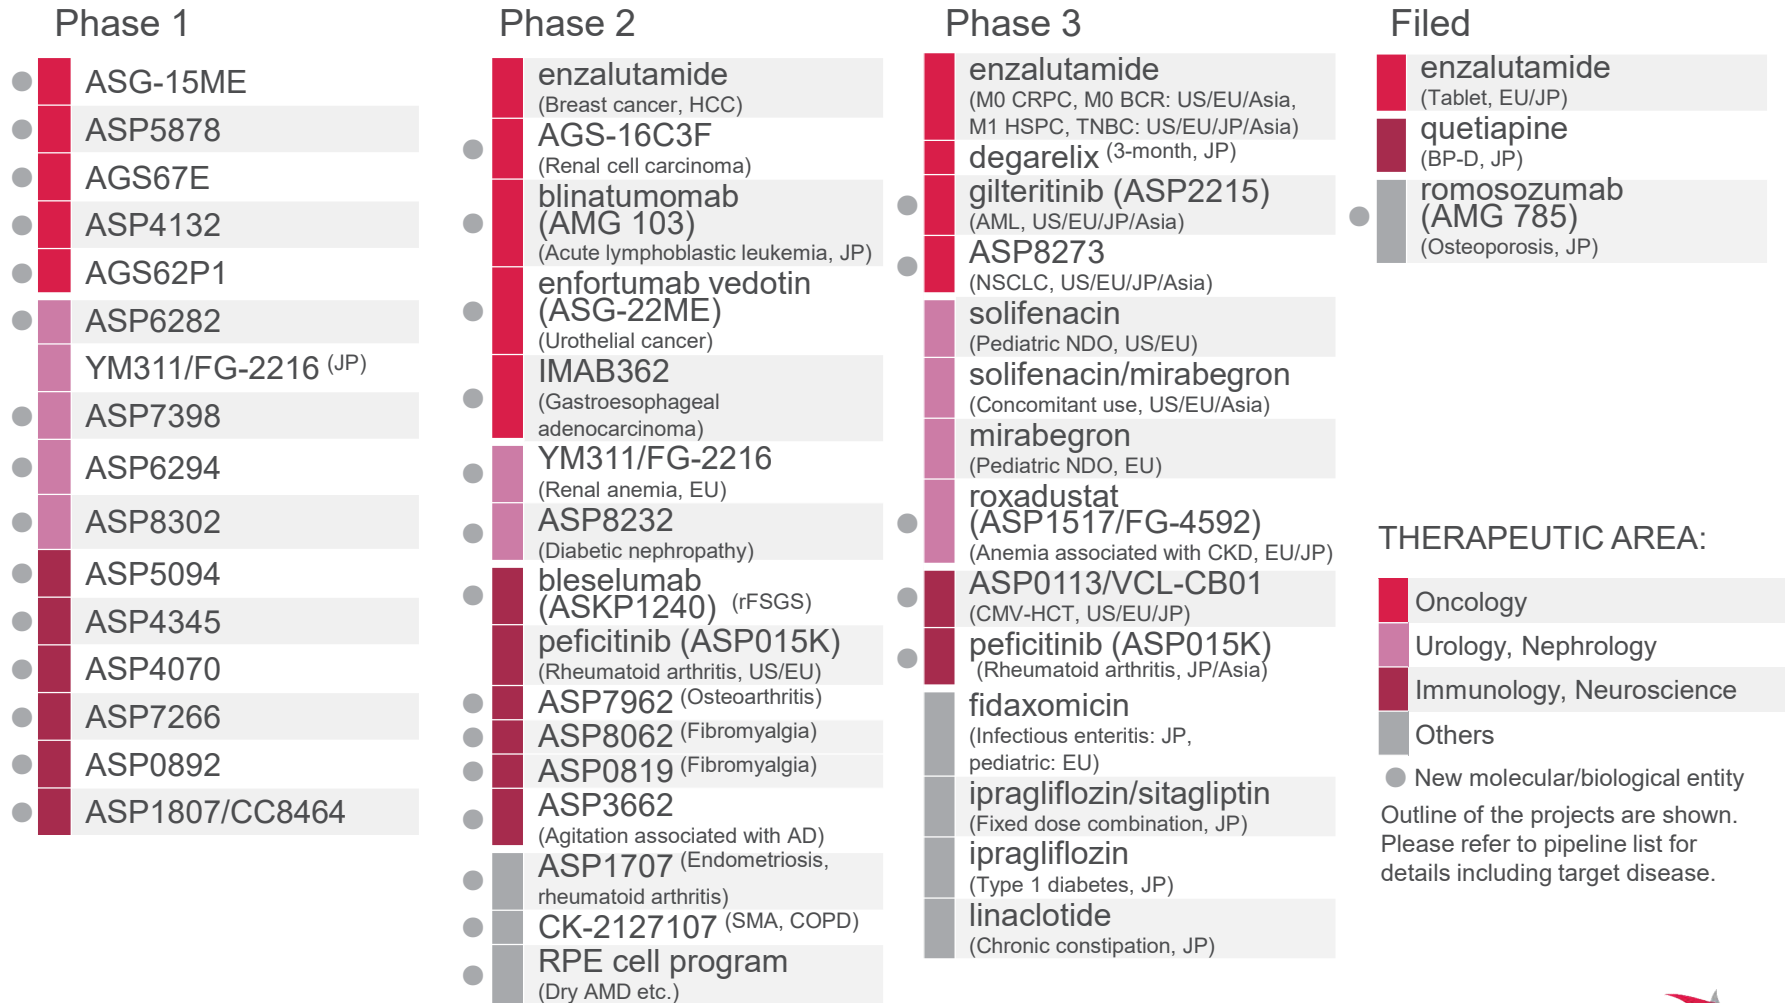 Phase 1
ASG-15ME
ASP5878
AGS67E
ASP4132
AGS62P1
ASP6282
YM311/FG-2216 (JP)
ASP7398
ASP6294
ASP8302
ASP5094
ASP4345
ASP4070
ASP7266
ASP0892
ASP1807/CC8464
Phase 2
enzalutamide
(Breast cancer, HCC)
AGS-16C3F
(Renal cell carcinoma)
blinatumomab
(AMG 103)
(Acute lymphoblastic leukemia, JP)
enfortumab vedotin
(ASG-22ME)
(Urothelial cancer)
IMAB362
(Gastroesophageal
adenocarcinoma)
YM311/FG-2216
(Renal anemia, EU)
ASP8232
(Diabetic nephropathy)
bleselumab
(ASKP1240) (rFSGS)
peficitinib (ASP015K)
(Rheumatoid arthritis, US/EU)
ASP7962 (Osteoarthritis)
ASP8062 (Fibromyalgia)
ASP0819 (Fibromyalgia)
ASP3662
(Agitation associated with AD)
ASP1707 (Endometriosis,
rheumatoid arthritis)
CK-2127107 (SMA, COPD)
RPE cell program
(Dry AMD etc.)
Phase 3
enzalutamide
(M0 CRPC, M0 BCR: US/EU/Asia,
M1 HSPC, TNBC: US/EU/JP/Asia)
degarelix (3-month, JP)
gilteritinib (ASP2215)
(AML, US/EU/JP/Asia)
ASP8273
(NSCLC, US/EU/JP/Asia)
solifenacin
(Pediatric NDO, US/EU)
solifenacin/mirabegron
(Concomitant use, US/EU/Asia)
mirabegron
(Pediatric NDO, EU)
roxadustat
(ASP1517/FG-4592)
(Anemia associated with CKD, EU/JP)
ASP0113/VCL-CB01
(CMV-HCT, US/EU/JP)
peficitinib (ASP015K)
(Rheumatoid arthritis, JP/Asia)
fidaxomicin
(Infectious enteritis: JP,
pediatric: EU)
ipragliflozin/sitagliptin
(Fixed dose combination, JP)
ipragliflozin
(Type 1 diabetes, JP)
linaclotide
(Chronic constipation, JP)
Filed
enzalutamide
(Tablet, EU/JP)
quetiapine
(BP-D, JP)
romosozumab
(AMG 785)
(Osteoporosis, JP)
THERAPEUTIC AREA:
Oncology
Urology, Nephrology
Immunology, Neuroscience
Others
New molecular/biological entity
Outline of the projects are shown.
Please refer to pipeline list for
details including target disease.